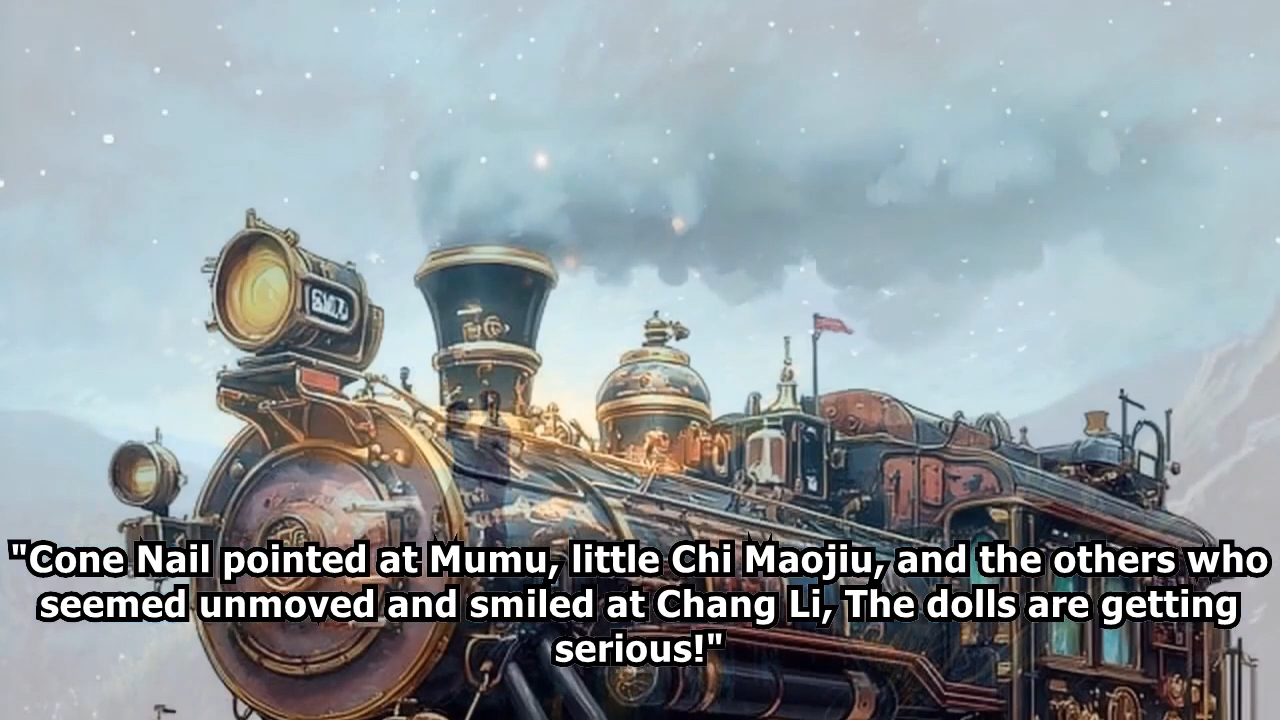 "Cone Nail pointed at Mumu, little Chi Maojiu, and the others who
seemed unmoved and smiled at Chang Li, The dolls are getting
serious!"